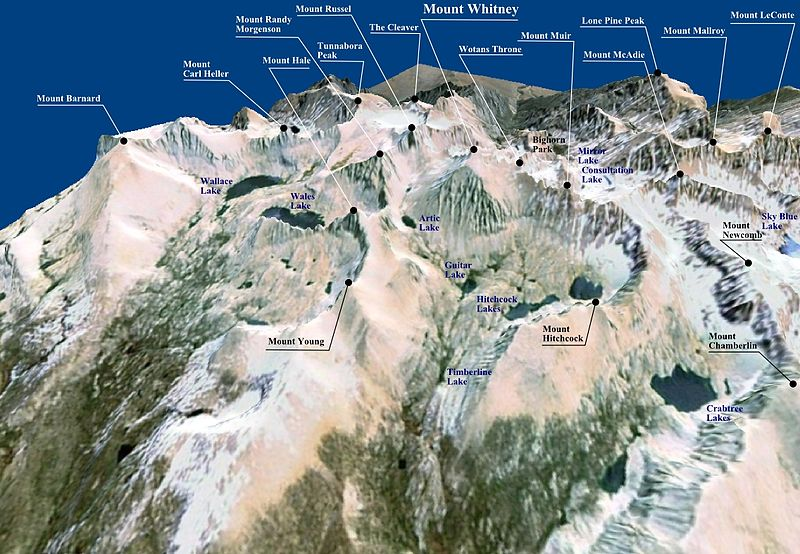 Mount Russel
Mount Whitney
Mount Randy
Morgenson
The Cleaver
Lone Pine Peak
Mount LeConte
Mount Muir
Mount Mallroy
Tunnabora
Peak
Wotans Throne
Mount McAdie
Mount Hale
Mount
Carl Heller
Mount Barnard
Bighorn
Park
Mirror
Lake
Consultation
Lake
Wallace
Lake
Wales
Lake
Artic
Lake
Sky Blue
Lake
Mount
Newcomb
Guitar
Lake
Hitchcock
Lakes
Mount
Hitchcock
Mount Young
Mount
Chamberlin
Timberline
Lake
Crabtree
Lakes